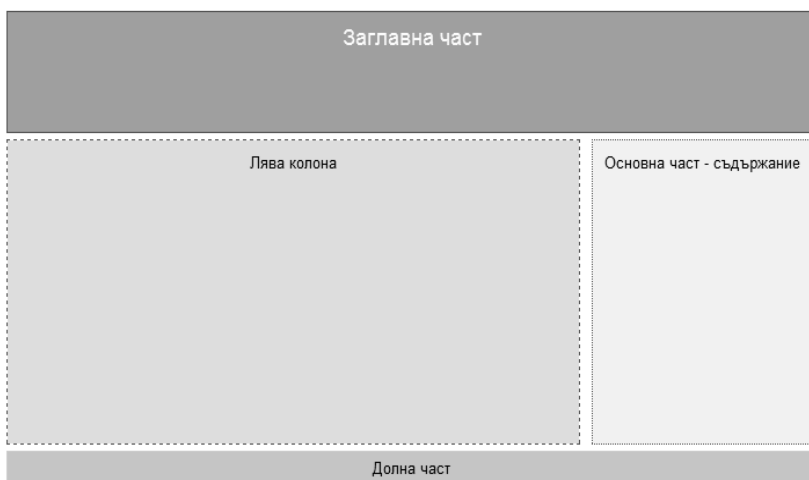 Заглавна част
Лява колона
Основна част - съдържание
Долна част